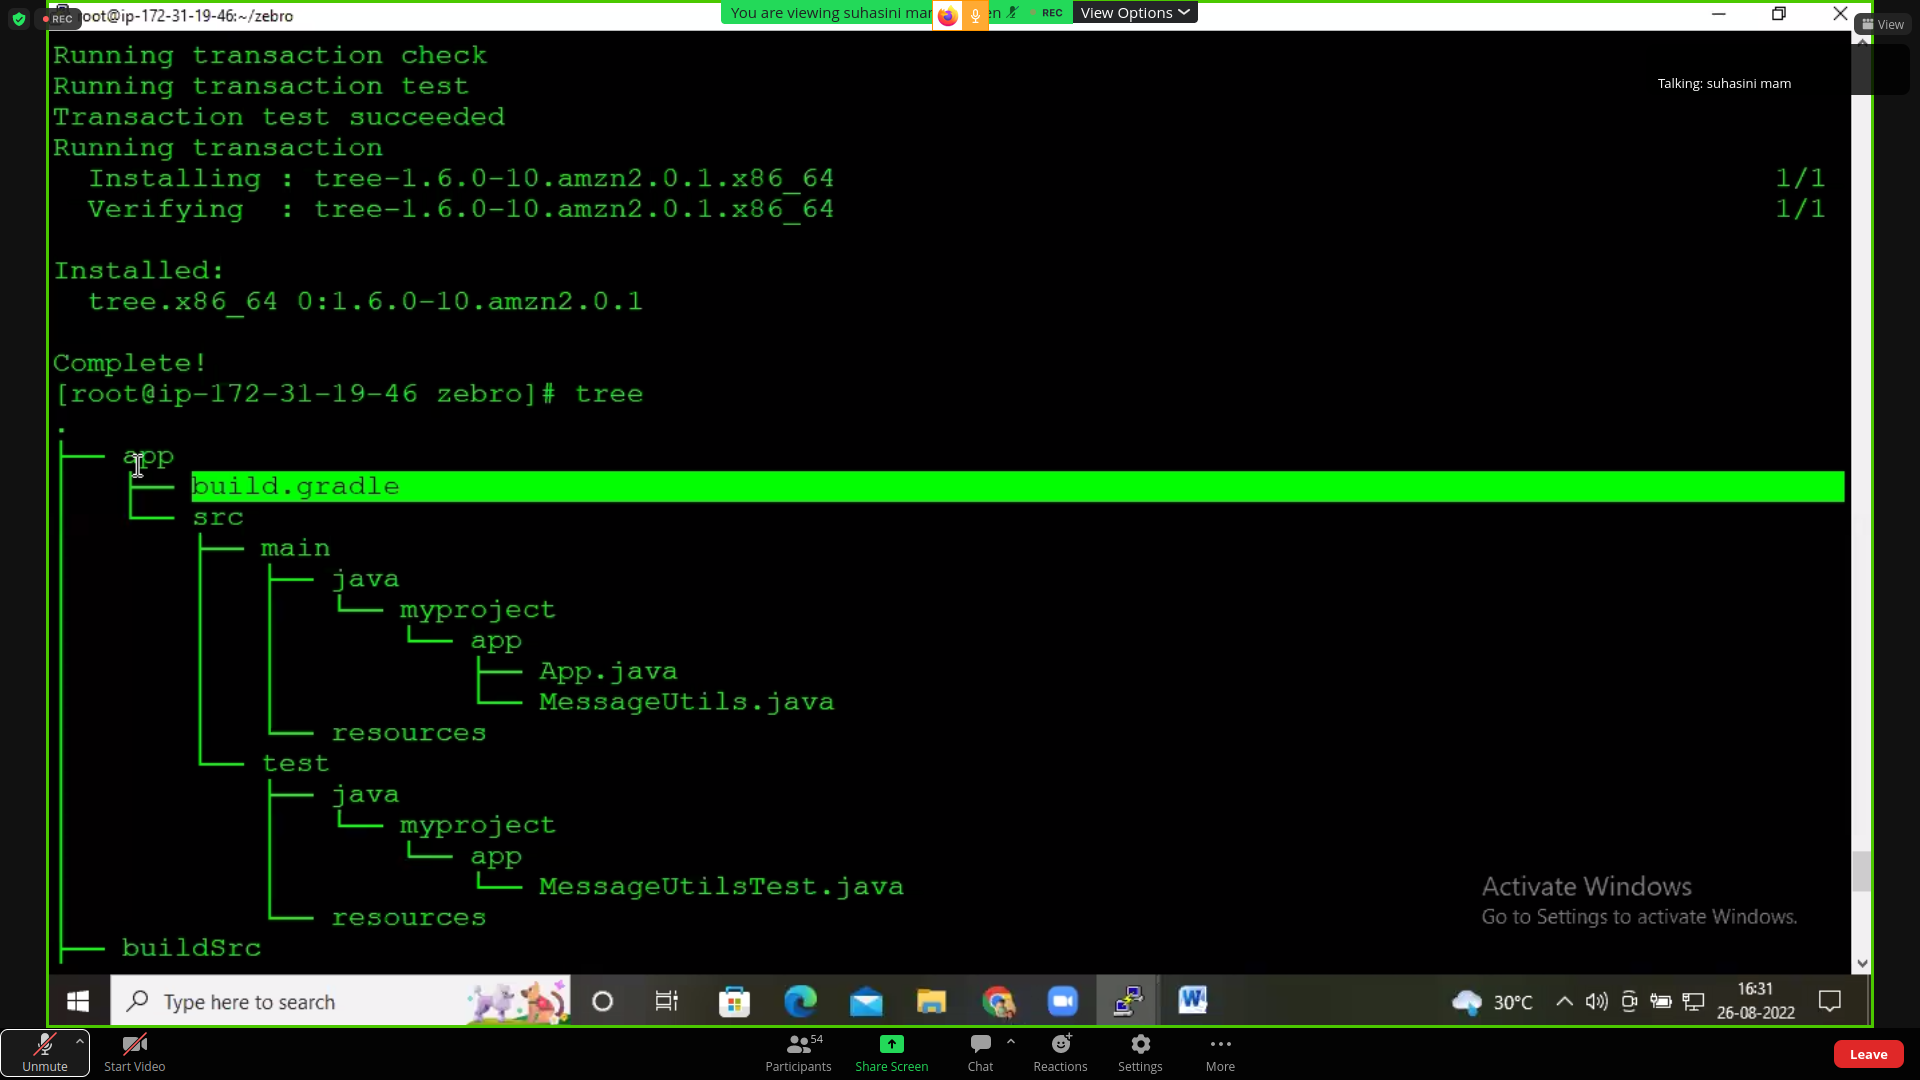 REC
root@ip-172-31-19-46:~/zebro
You are viewing suhasini ma
en
REC
View Options
View
Running transaction check
Running transaction test
Talking: suhasini mam
Transaction test succeeded
Running transaction
Installing : tree-1.6.0-10.amzn2.0.1.x86_64 1/1
Verifying : tree-1.6.0-10.amzn2.0.1.x86_64 1/1
Installed:
tree.x86_64 0:1.6.0-10.amzn2.0.1
Complete!
[root@ip-172-31-19-46 zebro]# tree
.
├── app
├── build.gradle
└── src
├── main
├── java
└── myproject
└── app
├── App.java
└── MessageUtils.java
└── resources
└── test
├── java
└── myproject
└── app
└── MessageUtilsTest.java
└── resources
├── buildSrc
Activate Windows
Go to Settings to activate Windows.
Type here to search
30°C
16:31
26-08-2022
Unmute
Start Video
Participants
54
Share Screen
Chat
Reactions
Settings
More
Leave